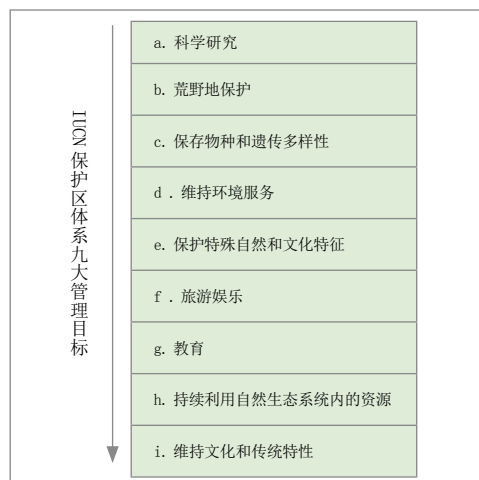 IUCN 保护区体系九大管理目标
a. 科学研究
b. 荒野地保护
c. 保存物种和遗传多样性
d . 维持环境服务
e. 保护特殊自然和文化特征
f . 旅游娱乐
g. 教育
h. 持续利用自然生态系统内的资源
i. 维持文化和传统特性